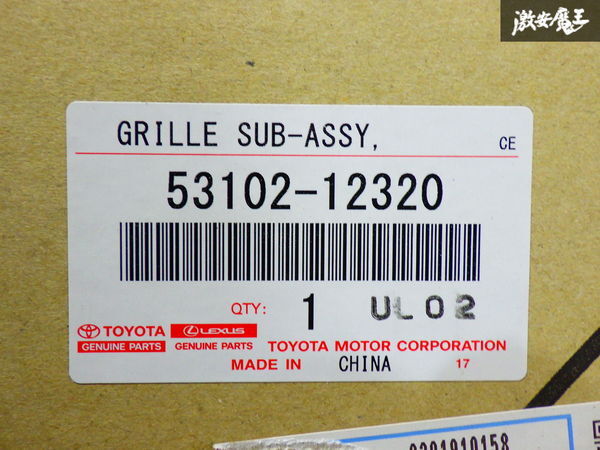 激安魔王
GRILLE SUB-ASSY,
CE
53102-12320
QTY: 1 UL02
TOYOTA LEXUS
GENUINE PARTS GENUINE PARTS TOYOTA MOTOR CORPORATION
MADE IN CHINA 17
0201910158